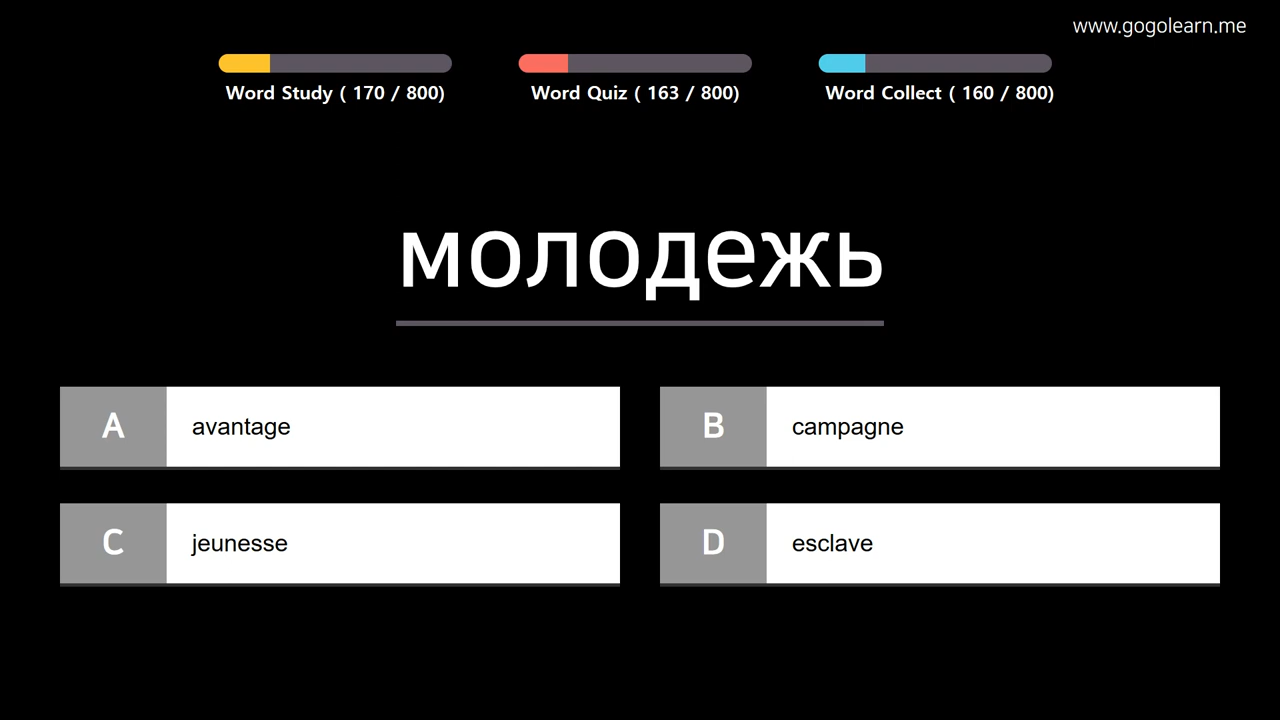 www.gogolearn.me
Word Study ( 170 / 800)
Word Quiz ( 163 / 800)
Word Collect ( 160 / 800)
молодежь
A avantage
B campagne
C jeunesse
D esclave